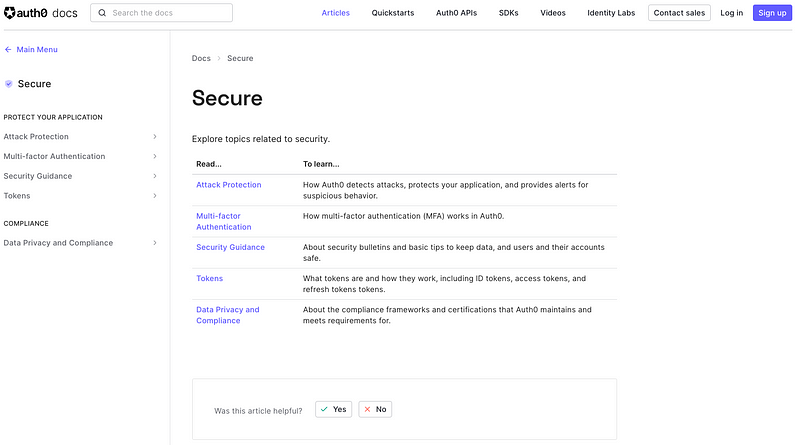 auth0 docs
Search the docs
Articles
Quickstarts
Auth0 APIs
SDKs
Videos
Identity Labs
Contact sales
Log in
Sign up
Main Menu
Secure
PROTECT YOUR APPLICATION
Attack Protection
Multi-factor Authentication
Security Guidance
Tokens
COMPLIANCE
Data Privacy and Compliance
Docs
Secure
Secure
Explore topics related to security.
Read...
To learn...
Attack Protection
How Auth0 detects attacks, protects your application, and provides alerts for
suspicious behavior.
Multi-factor
Authentication
How multi-factor authentication (MFA) works in Auth0.
Security Guidance
About security bulletins and basic tips to keep data, and users and their accounts
safe.
Tokens
What tokens are and how they work, including ID tokens, access tokens, and
refresh tokens tokens.
Data Privacy and
Compliance
About the compliance frameworks and certifications that Auth0 maintains and
meets requirements for.
Was this article helpful?
Yes
No